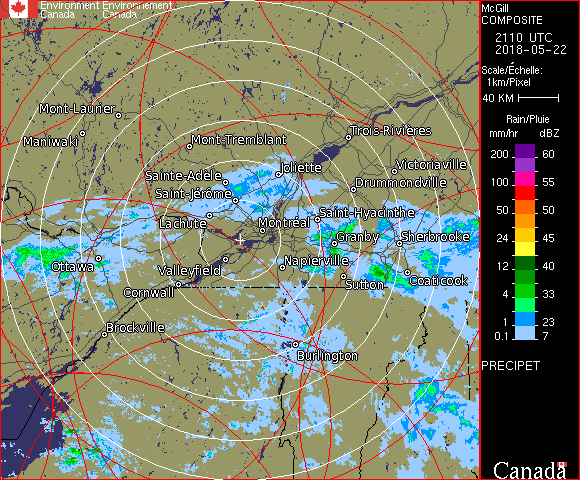 Environment Environnement
Canada Canada
McGill
COMPOSITE
2110 UTC
2018-05-22
Scale/Échelle:
1km/Pixel
40 KM
Rain/Pluie
mm/hr dBZ
200 60
100 55
50 50
24 45
12 40
4 33
1 23
0.1 7
PRECIPET
Canada
Mont-Laurier
Maniwaki
Mont-Tremblant
Trois-Rivières
Joliette
Victoriaville
Sainte-Adèle
Drummondville
Saint-Jérôme
Lachute
Saint-Hyacinthe
Montréal
Granby
Sherbrooke
Ottawa
Valleyfield
Napierville
Cornwall
Sutton
Coaticook
Brockville
Burlington